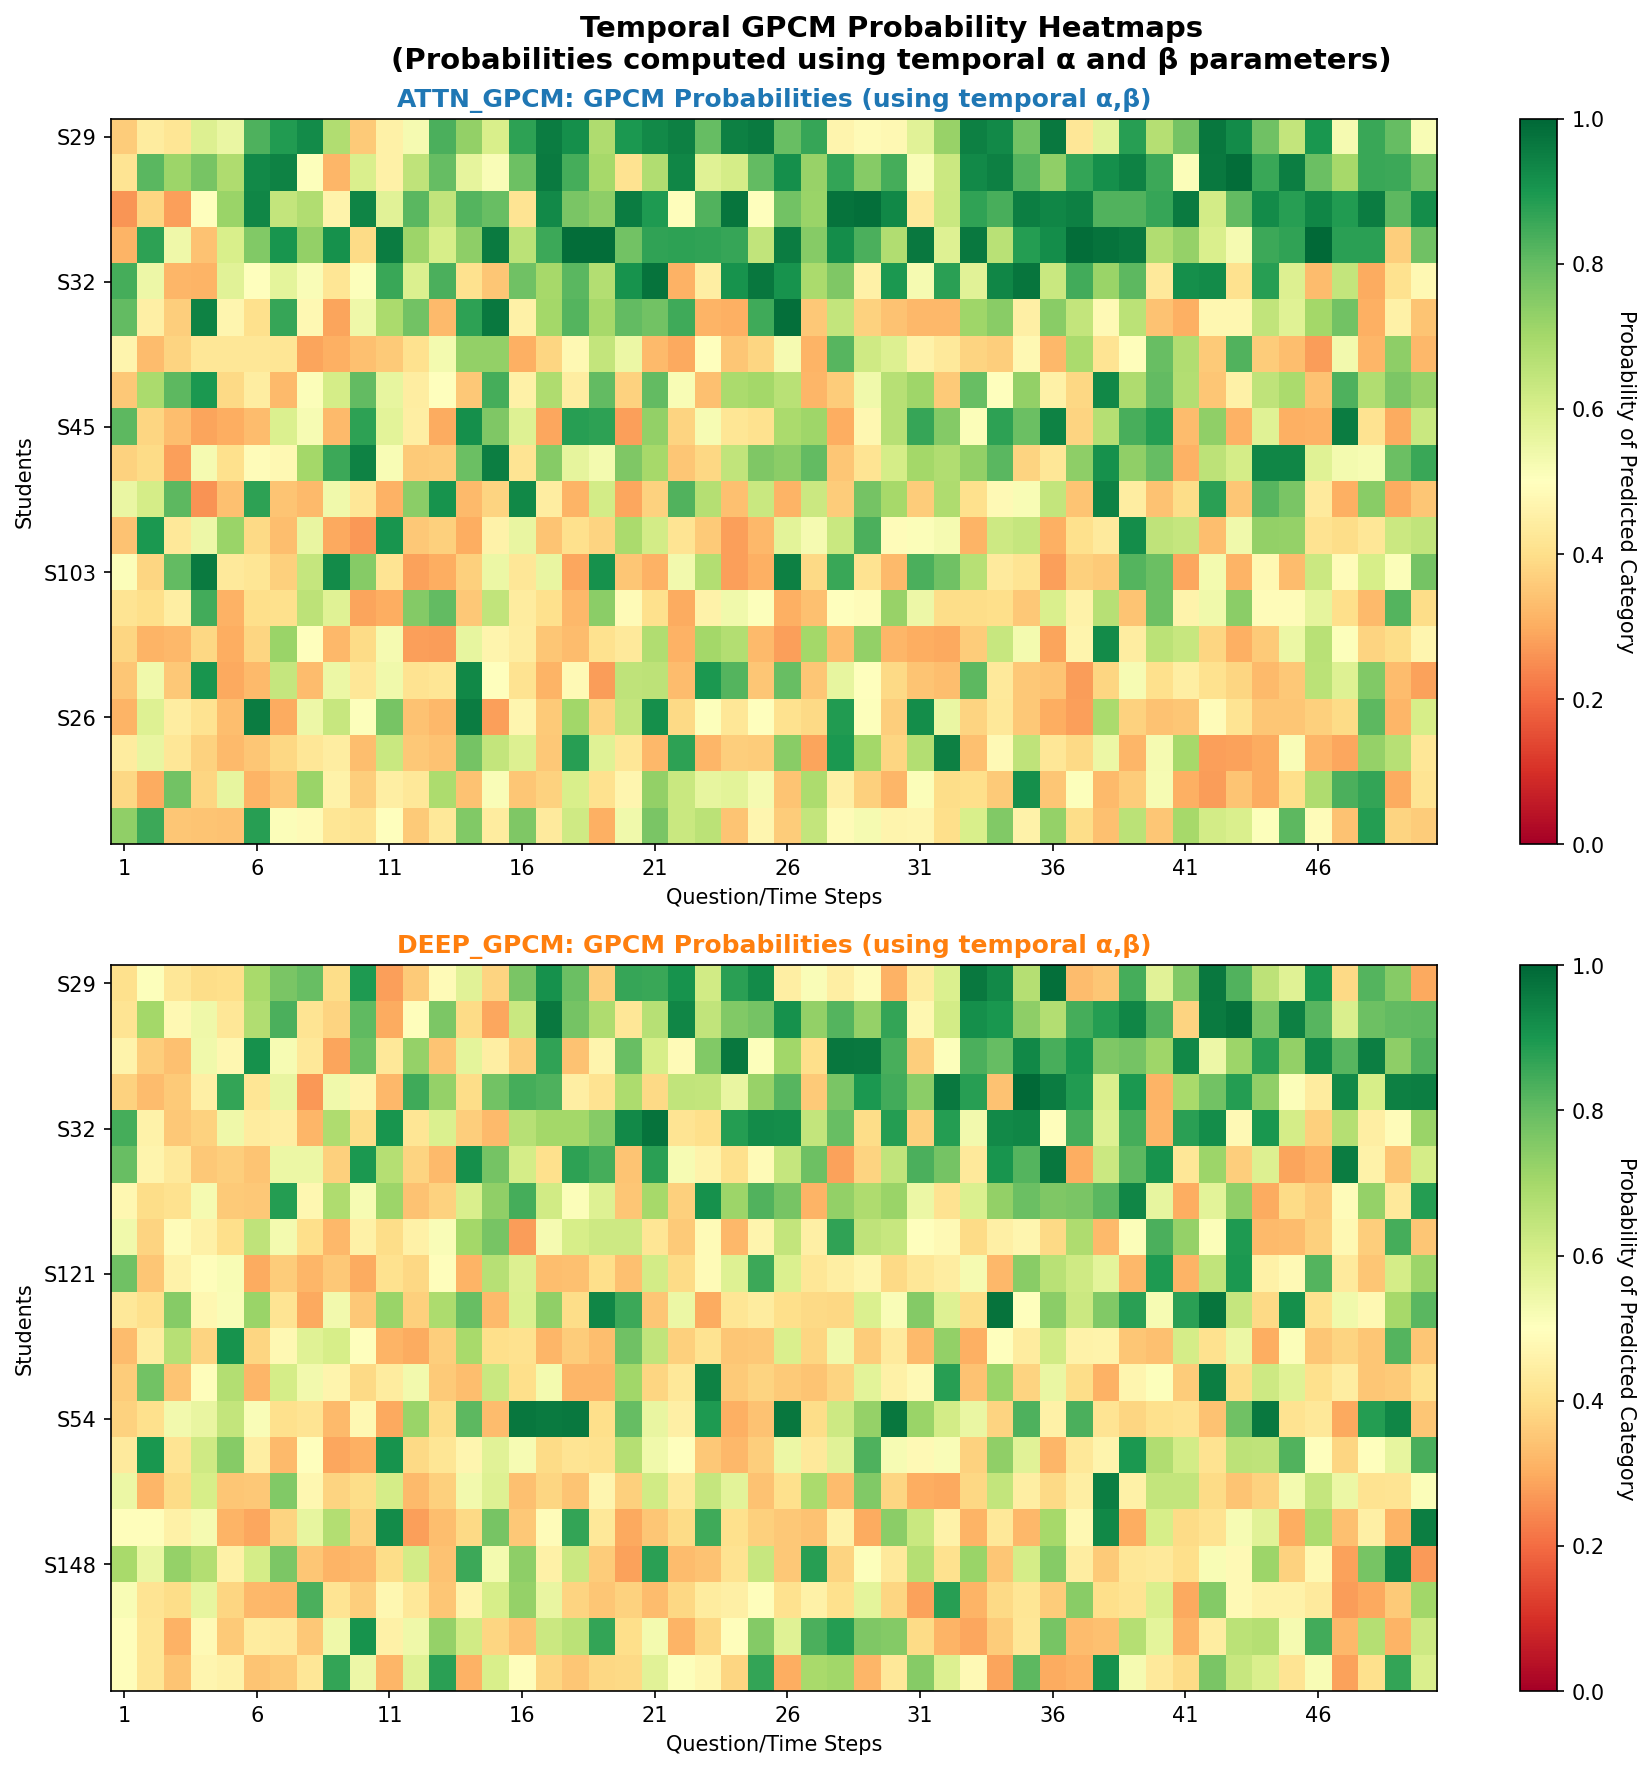 Temporal GPCM Probability Heatmaps
(Probabilities computed using temporal α and β parameters)
ATTN_GPCM: GPCM Probabilities (using temporal α,β)
Students
S29
S32
S45
S103
S26
1 6 11 16 21 26 31 36 41 46
Question/Time Steps
1.0
0.8
0.6
0.4
0.2
0.0
Probability of Predicted Category
DEEP_GPCM: GPCM Probabilities (using temporal α,β)
Students
S29
S32
S121
S54
S148
1 6 11 16 21 26 31 36 41 46
Question/Time Steps
1.0
0.8
0.6
0.4
0.2
0.0
Probability of Predicted Category